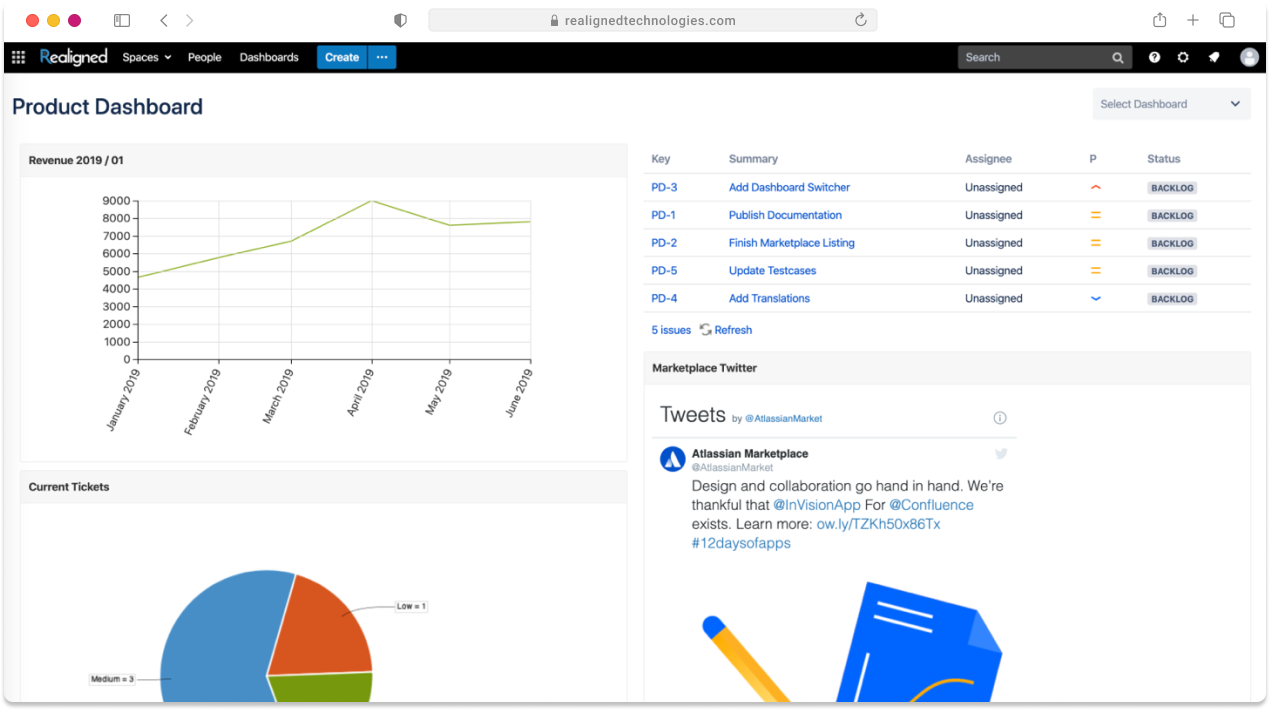 realignedtechnologies.com
Realigned Spaces People Dashboards Create ... Search
Product Dashboard
Select Dashboard
Revenue 2019 / 01
9000
8000
7000
6000
5000
4000
3000
2000
1000
0
January 2019
February 2019
March 2019
April 2019
May 2019
June 2019
Current Tickets
Low = 1
Medium = 3
Key Summary Assignee P Status
PD-3 Add Dashboard Switcher Unassigned BACKLOG
PD-1 Publish Documentation Unassigned BACKLOG
PD-2 Finish Marketplace Listing Unassigned BACKLOG
PD-5 Update Testcases Unassigned BACKLOG
PD-4 Add Translations Unassigned BACKLOG
5 issues Refresh
Marketplace Twitter
Tweets by @AtlassianMarket
Atlassian Marketplace
@AtlassianMarket
Design and collaboration go hand in hand. We're
thankful that @InVisionApp For @Confluence
exists. Learn more: ow.ly/TZKh50x86Tx
#12daysofapps